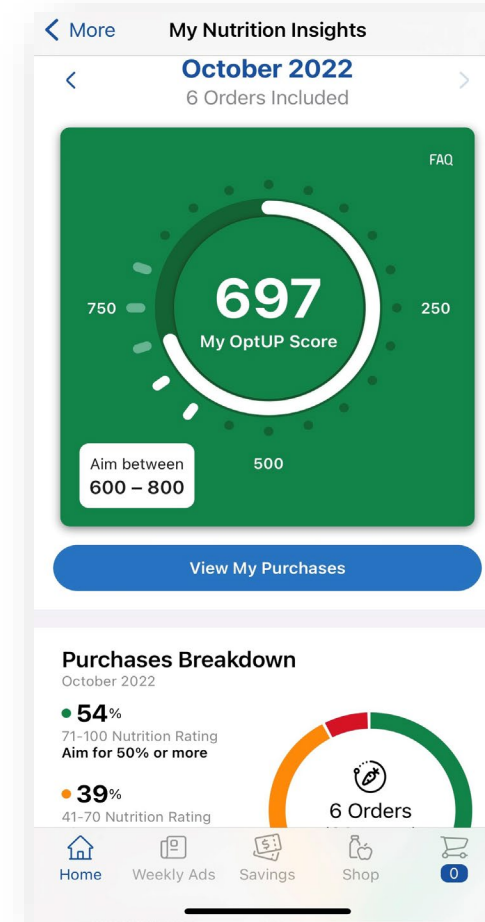 More
My Nutrition Insights
October 2022
6 Orders Included
FAQ
697
My OptUP Score
750
250
500
Aim between
600 – 800
View My Purchases
Purchases Breakdown
October 2022
54%
71-100 Nutrition Rating
Aim for 50% or more
39%
41-70 Nutrition Rating
6 Orders
Home
Weekly Ads
Savings
Shop
0